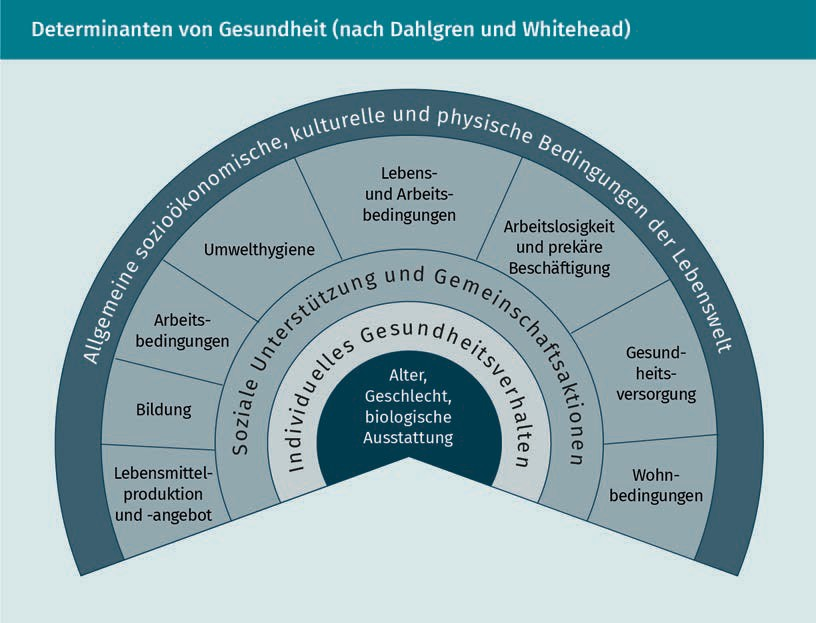 Determinanten von Gesundheit (nach Dahlgren und Whitehead)
Allgemeine sozioökonomische, kulturelle und physische Bedingungen der Lebenswelt
Lebens-
und Arbeits-
bedingungen
Umwelthygiene
Arbeitslosigkeit
und prekäre
Beschäftigung
Arbeits-
bedingungen
Gesund-
heits-
versorgung
Bildung
Wohn-
bedingungen
Lebensmittel-
produktion
und -angebot
Soziale Unterstützung und Gemeinschaftsaktionen
Individuelles Gesundheitsverhalten
Alter,
Geschlecht,
biologische
Ausstattung